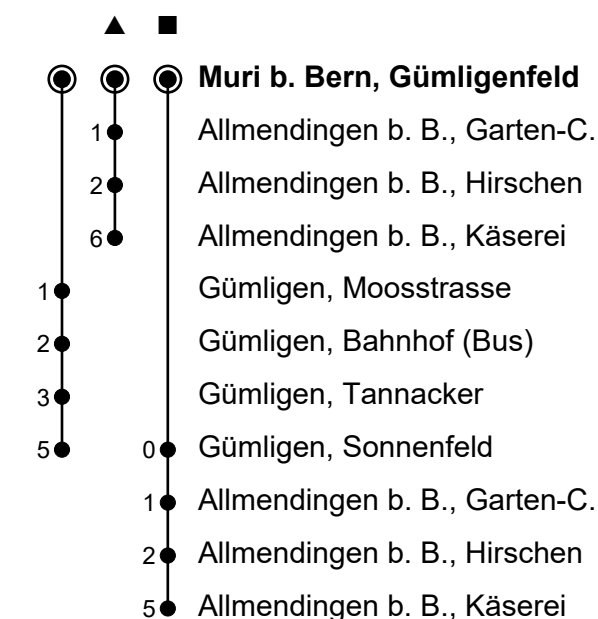 ▲ ■
Muri b. Bern, Gümligenfeld
1 Allmendingen b. B., Garten-C.
2 Allmendingen b. B., Hirschen
6 Allmendingen b. B., Käserei
1 Gümligen, Moosstrasse
2 Gümligen, Bahnhof (Bus)
3 Gümligen, Tannacker
5 0 Gümligen, Sonnenfeld
1 Allmendingen b. B., Garten-C.
2 Allmendingen b. B., Hirschen
5 Allmendingen b. B., Käserei